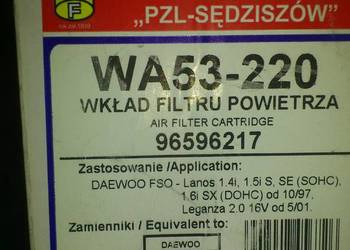 „PZL-SĘDZISZÓW"
WA53-220
WKŁAD FILTRU POWIETRZA
AIR FILTER CARTRIDGE
96596217
Zastosowanie /Application:
DAEWOO FSO - Lanos 1.4i, 1.5i S, SE (SOHC),
1.6i SX (DOHC) od 10/97,
Leganza 2.0 16V od 5/01.
Zamienniki / Equivalent to:
DAEWOO